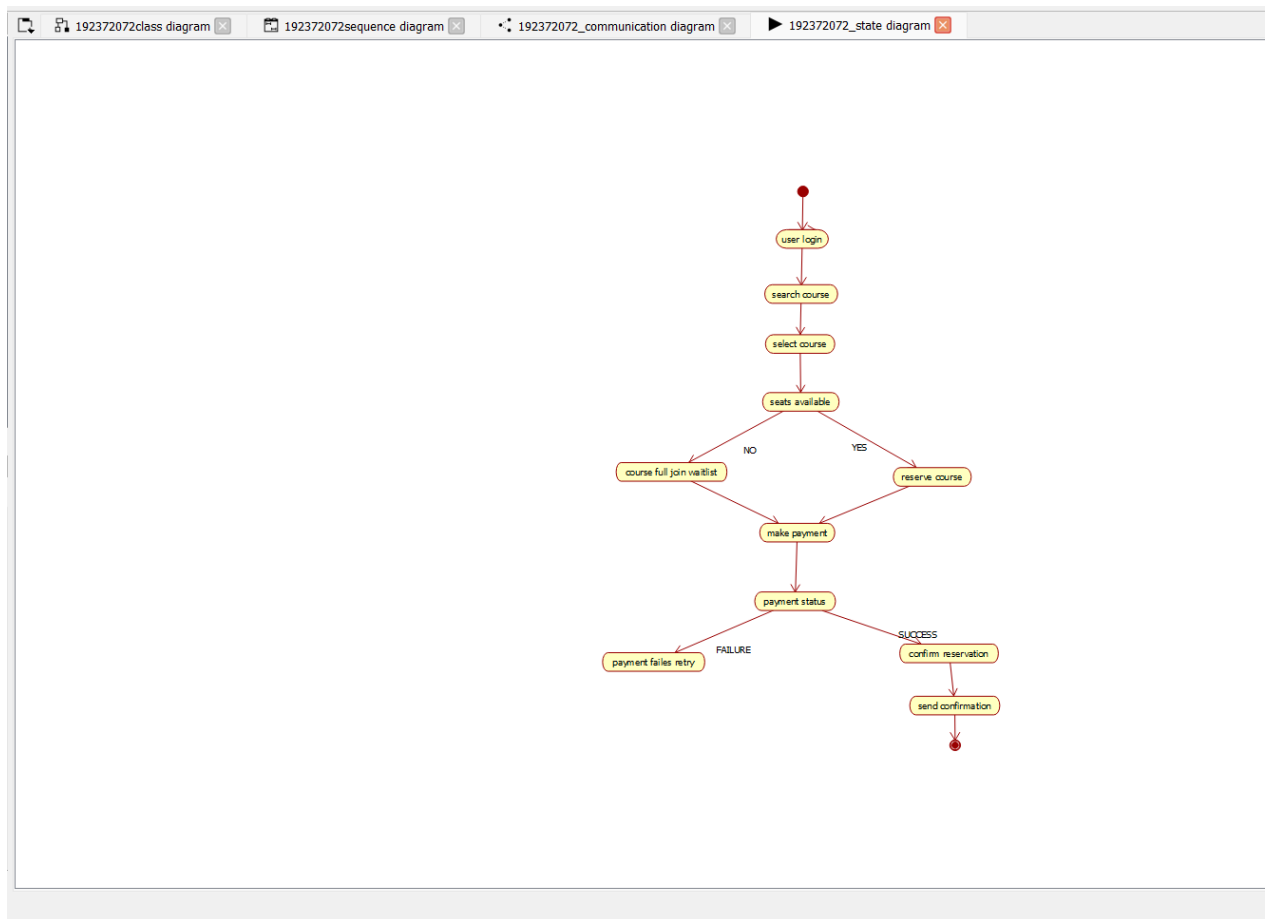 192372072class diagram
192372072sequence diagram
192372072_communication diagram
192372072_state diagram
user login
search course
select course
seats available
NO
YES
course full join waitlist
reserve course
make payment
payment status
SUCCESS
FAILURE
confirm reservation
payment failes retry
send confirmation